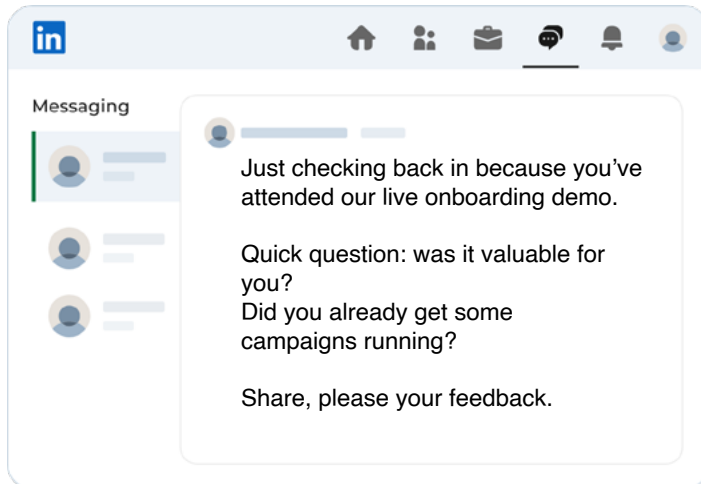 in
Messaging
Just checking back in because you’ve
attended our live onboarding demo.
Quick question: was it valuable for
you?
Did you already get some
campaigns running?
Share, please your feedback.